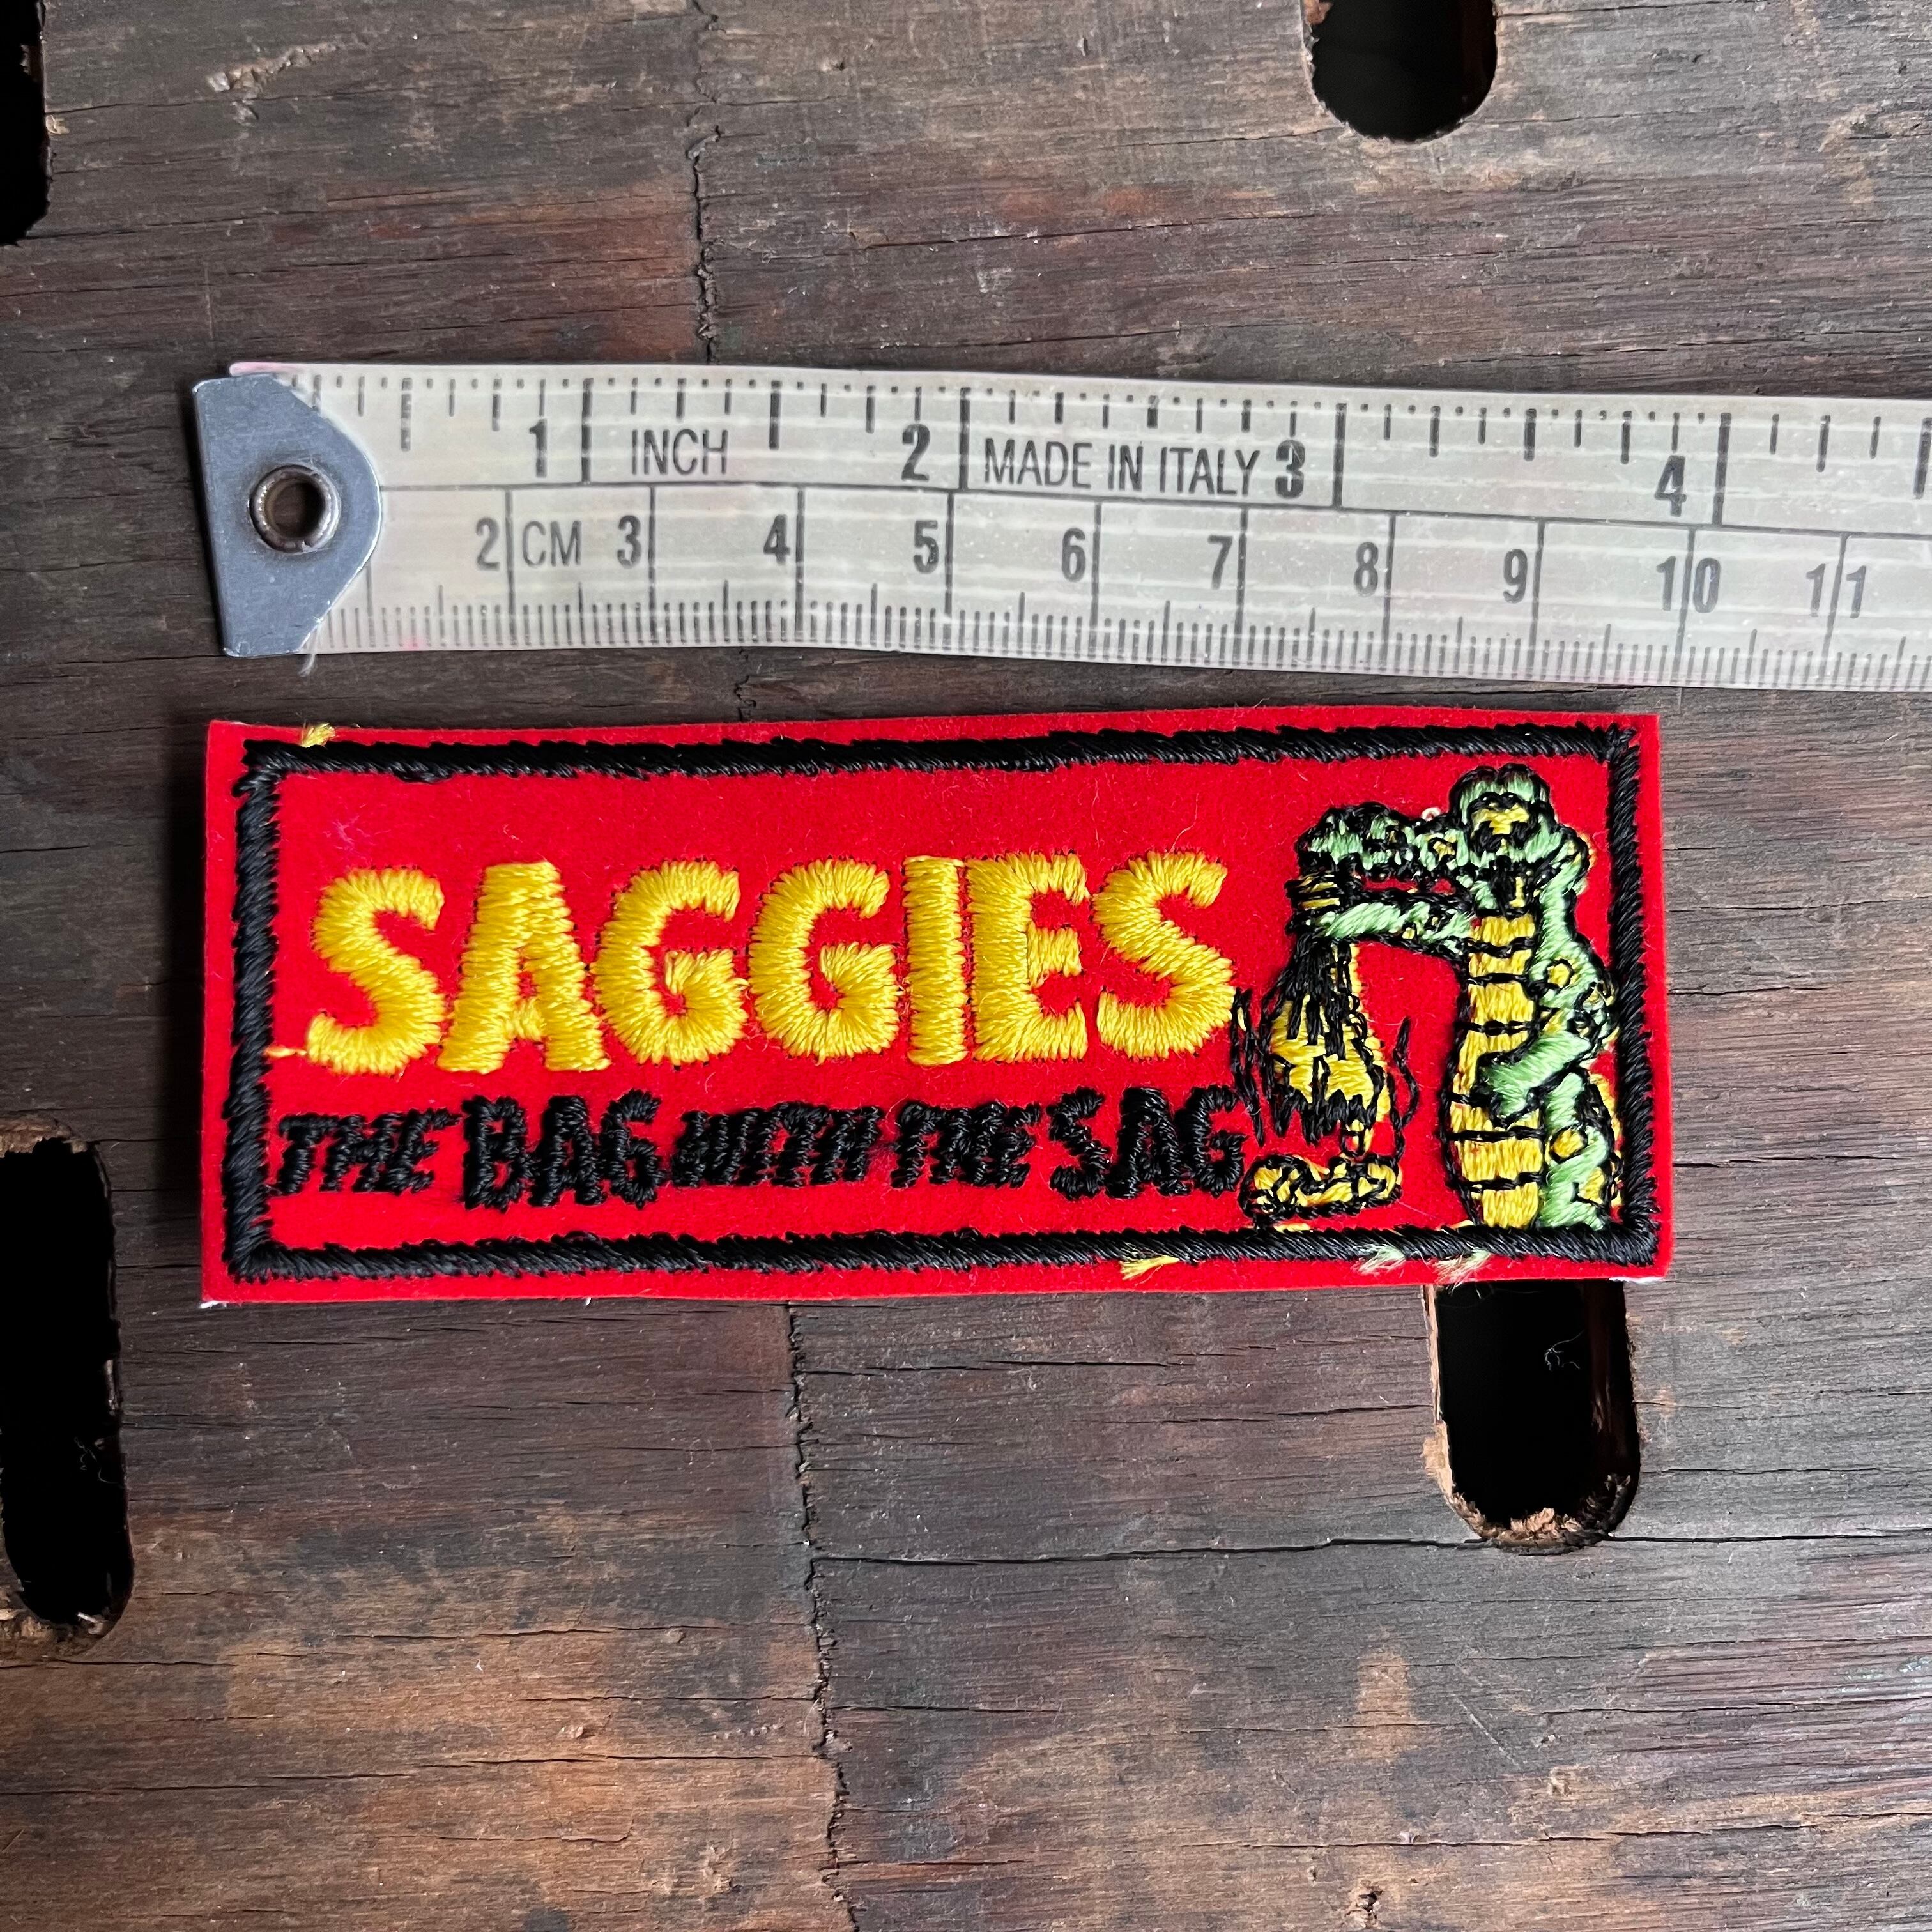 1 INCH 2 MADE IN ITALY 3 4
2 CM 3 4 5 6 7 8 9 10 11
SAGGIES
THE BAG WITH THE SAG